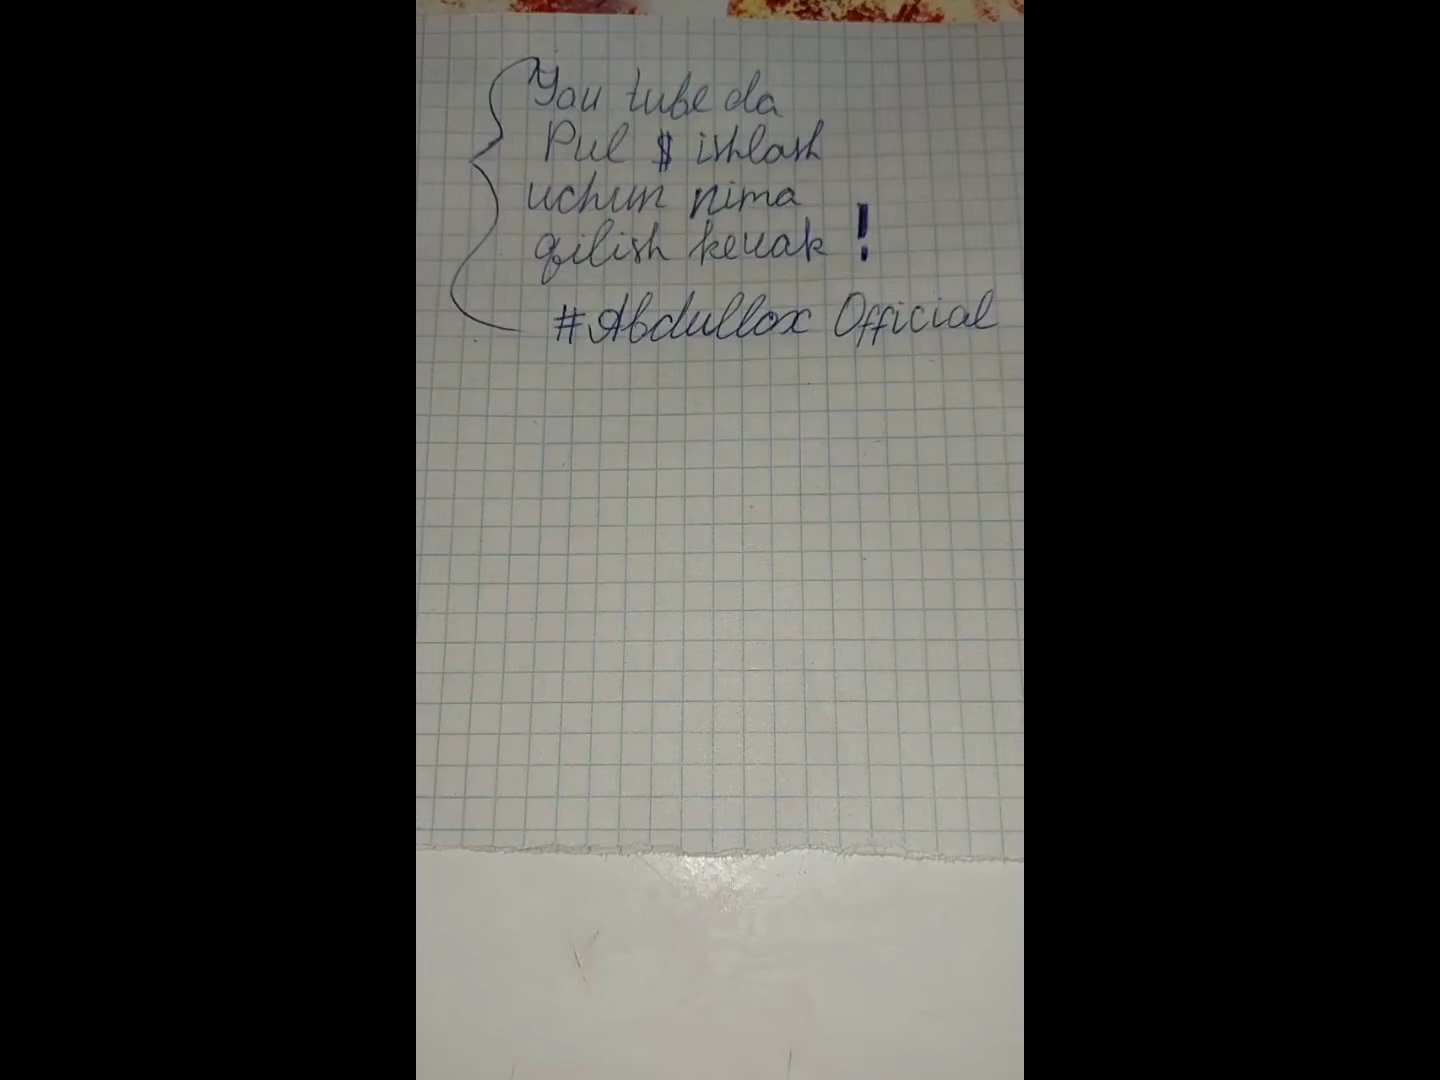 You tube da
Pul $ ishlash
uchun nima
qilish kerak !
#Abdullox Official